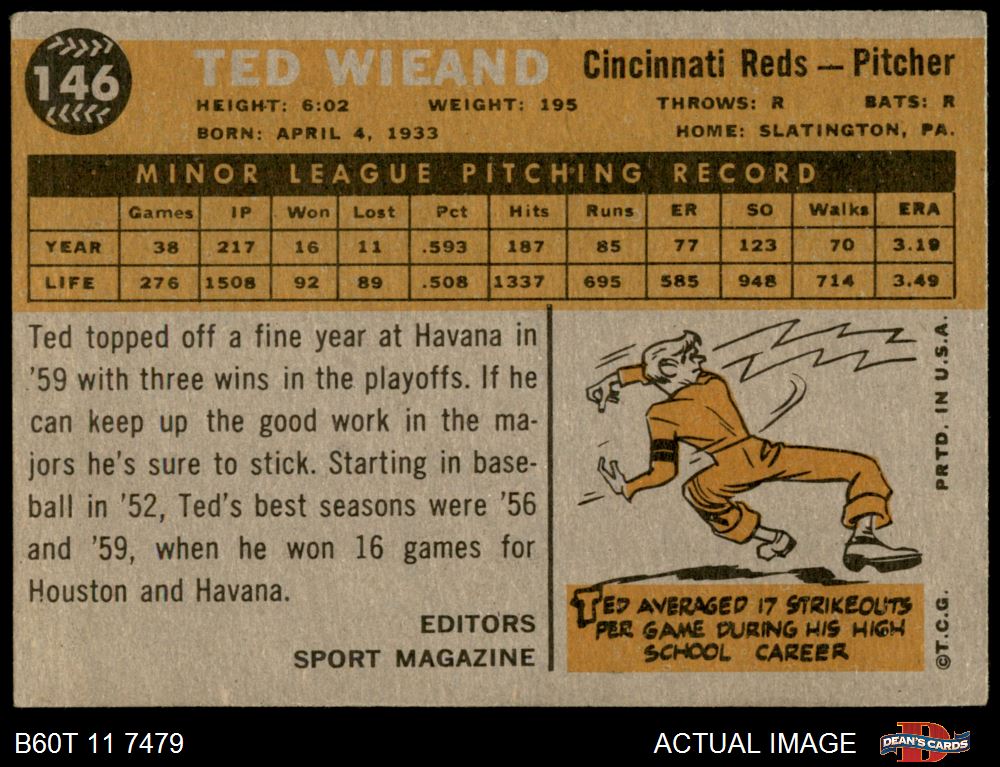 146
TED WIEAND Cincinnati Reds — Pitcher
HEIGHT: 6:02 WEIGHT: 195 THROWS: R BATS: R
BORN: APRIL 4, 1933 HOME: SLATINGTON, PA.
MINOR LEAGUE PITCHING RECORD
Games IP Won Lost Pct Hits Runs ER SO Walks ERA
YEAR 38 217 16 11 .593 187 85 77 123 70 3.19
LIFE 276 1508 92 89 .508 1337 695 585 948 714 3.49
Ted topped off a fine year at Havana in
'59 with three wins in the playoffs. If he
can keep up the good work in the ma-
jors he's sure to stick. Starting in base-
ball in '52, Ted's best seasons were '56
and '59, when he won 16 games for
Houston and Havana.
EDITORS
SPORT MAGAZINE
TED AVERAGED 17 STRIKEOUTS
PER GAME DURING HIS HIGH
SCHOOL CAREER
©T.C.G. PRTD. IN U.S.A.
B60T 11 7479 ACTUAL IMAGE DEAN'S CARDS